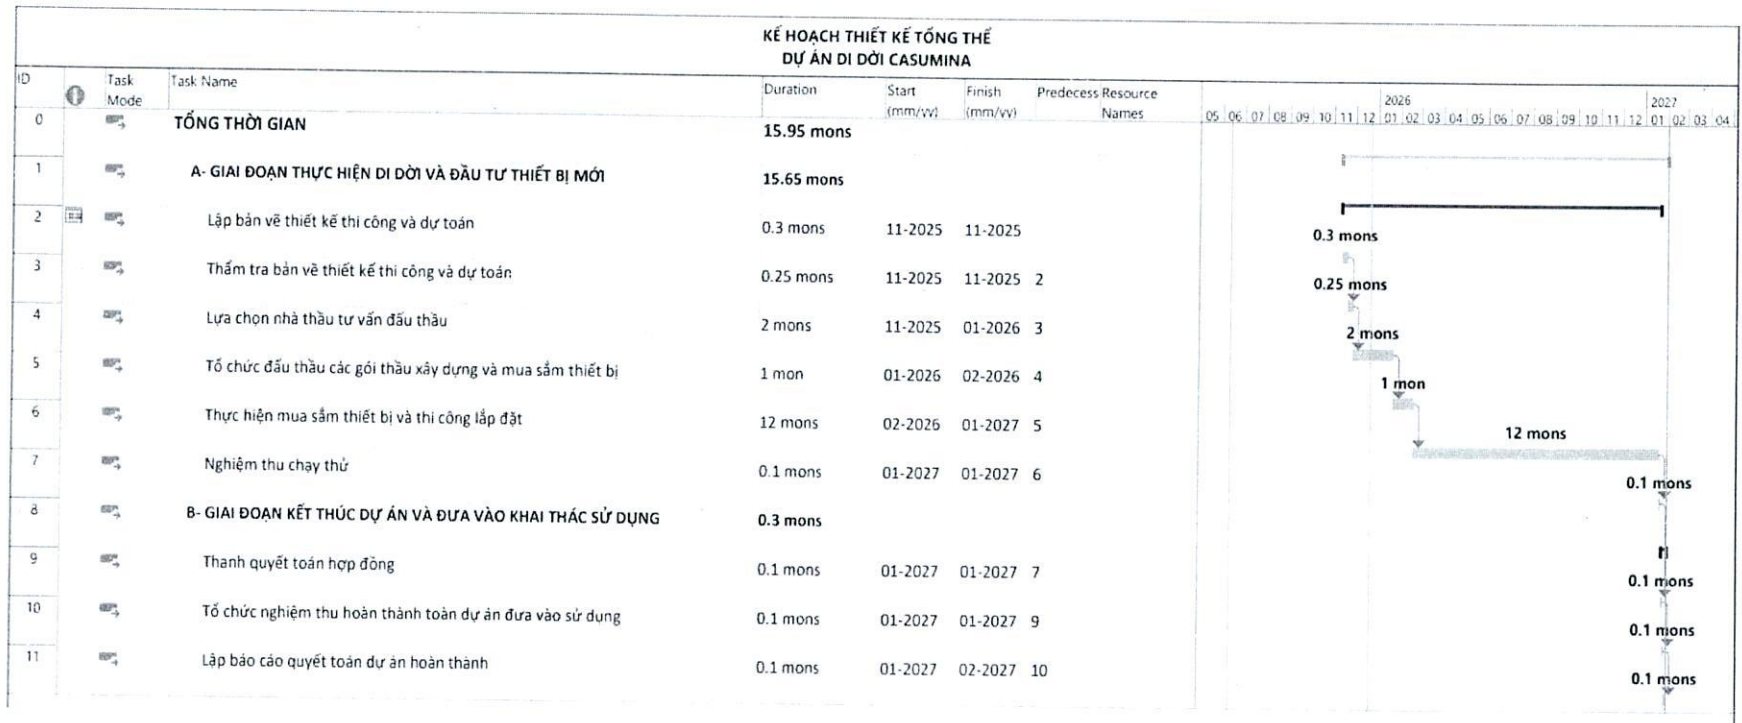 KẾ HOẠCH THIẾT KẾ TỔNG THỂ
DỰ ÁN DI DỜI CASUMINA
ID Task Mode Task Name Duration Start (mm/yy) Finish (mm/yy) Predecess Resource Names
2026 2027
05 06 07 08 09 10 11 12 01 02 03 04 05 06 07 08 09 10 11 12 01 02 03 04
0 TỔNG THỜI GIAN 15.95 mons
1 A- GIAI ĐOẠN THỰC HIỆN DI DỜI VÀ ĐẦU TƯ THIẾT BỊ MỚI 15.65 mons
2 Lập bản vẽ thiết kế thi công và dự toán 0.3 mons 11-2025 11-2025 0.3 mons
3 Thẩm tra bản vẽ thiết kế thi công và dự toán 0.25 mons 11-2025 11-2025 2 0.25 mons
4 Lựa chọn nhà thầu tư vấn đấu thầu 2 mons 11-2025 01-2026 3 2 mons
5 Tổ chức đấu thầu các gói thầu xây dựng và mua sắm thiết bị 1 mon 01-2026 02-2026 4 1 mon
6 Thực hiện mua sắm thiết bị và thi công lắp đặt 12 mons 02-2026 01-2027 5 12 mons
7 Nghiệm thu chạy thử 0.1 mons 01-2027 01-2027 6 0.1 mons
8 B- GIAI ĐOẠN KẾT THÚC DỰ ÁN VÀ ĐƯA VÀO KHAI THÁC SỬ DỤNG 0.3 mons
9 Thanh quyết toán hợp đồng 0.1 mons 01-2027 01-2027 7 0.1 mons
10 Tổ chức nghiệm thu hoàn thành toàn dự án đưa vào sử dụng 0.1 mons 01-2027 01-2027 9 0.1 mons
11 Lập báo cáo quyết toán dự án hoàn thành 0.1 mons 01-2027 02-2027 10 0.1 mons